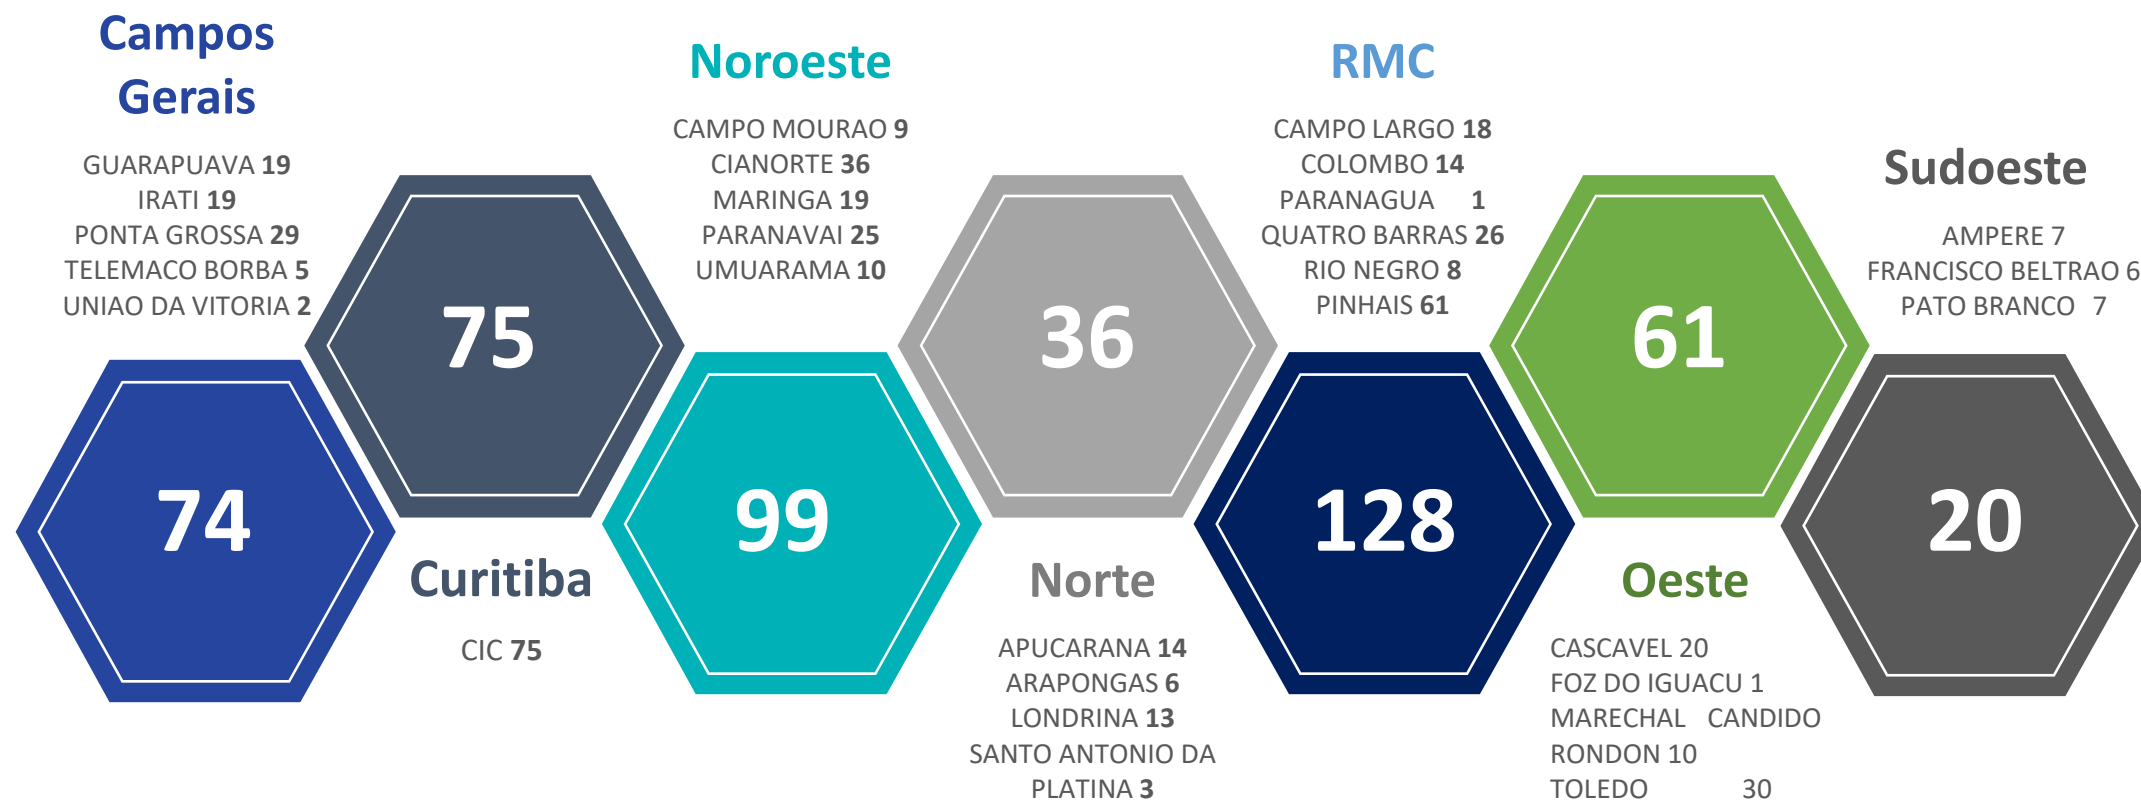 Campos
Gerais
GUARAPUAVA 19
IRATI 19
PONTA GROSSA 29
TELEMACO BORBA 5
UNIAO DA VITORIA 2
74
75
Curitiba
CIC 75
Noroeste
CAMPO MOURAO 9
CIANORTE 36
MARINGA 19
PARANAVAI 25
UMUARAMA 10
99
36
Norte
APUCARANA 14
ARAPONGAS 6
LONDRINA 13
SANTO ANTONIO DA
PLATINA 3
RMC
CAMPO LARGO 18
COLOMBO 14
PARANAGUA 1
QUATRO BARRAS 26
RIO NEGRO 8
PINHAIS 61
128
61
Oeste
CASCAVEL 20
FOZ DO IGUACU 1
MARECHAL CANDIDO
RONDON 10
TOLEDO 30
Sudoeste
AMPERE 7
FRANCISCO BELTRAO 6
PATO BRANCO 7
20